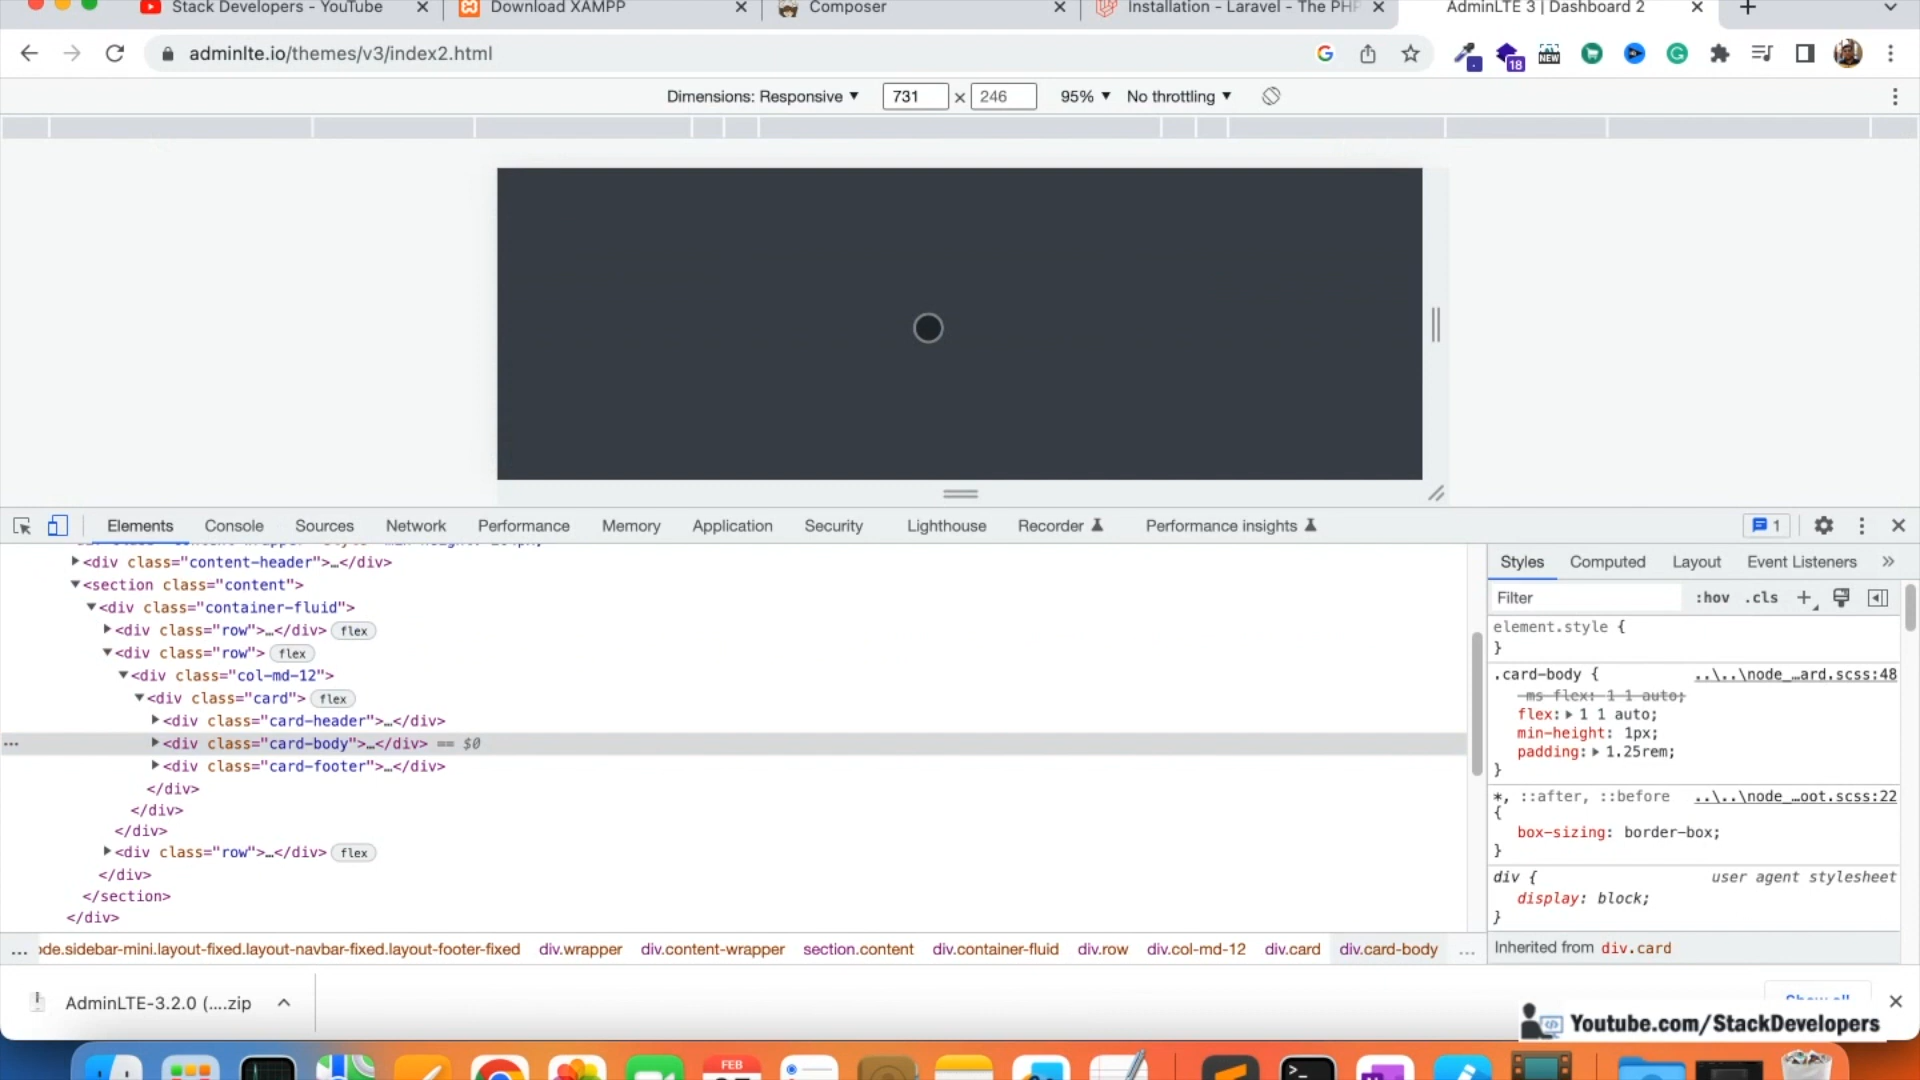 Stack Developers - YouTube
Download XAMPP
Composer
Installation - Laravel - The PHP
AdminLTE 3 | Dashboard 2
adminlte.io/themes/v3/index2.html
18
NEW
Dimensions: Responsive ▼ 731 × 246 95% ▼ No throttling ▼
Elements Console Sources Network Performance Memory Application Security Lighthouse Recorder Performance insights 1
<div class="content-header">…</div>
<section class="content">
<div class="container-fluid">
<div class="row">…</div> flex
<div class="row"> flex
<div class="col-md-12">
<div class="card"> flex
<div class="card-header">…</div>
<div class="card-body">…</div> == $0
<div class="card-footer">…</div>
</div>
</div>
</div>
<div class="row">…</div> flex
</div>
</section>
</div>
Styles Computed Layout Event Listeners »
Filter :hov .cls +
element.style {
}
.card-body { ..\..\node_…ard.scss:48
-ms-flex: 1 1 auto;
flex: 1 1 auto;
min-height: 1px;
padding: 1.25rem;
}
*, ::after, ::before ..\..\node_…oot.scss:22
{
box-sizing: border-box;
}
div { user agent stylesheet
display: block;
}
Inherited from div.card
... ode.sidebar-mini.layout-fixed.layout-navbar-fixed.layout-footer-fixed div.wrapper div.content-wrapper section.content div.container-fluid div.row div.col-md-12 div.card div.card-body ...
AdminLTE-3.2.0 (....zip
Youtube.com/StackDevelopers
FEB